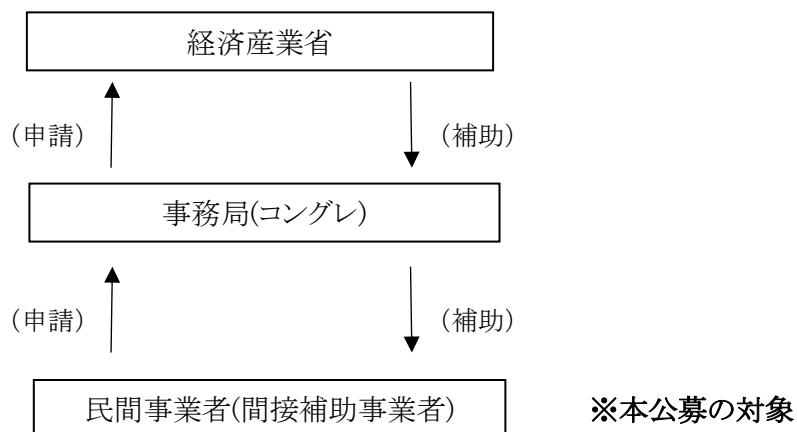 経済産業省
（申請） （補助）
事務局(コングレ)
（申請） （補助）
民間事業者(間接補助事業者) ※本公募の対象